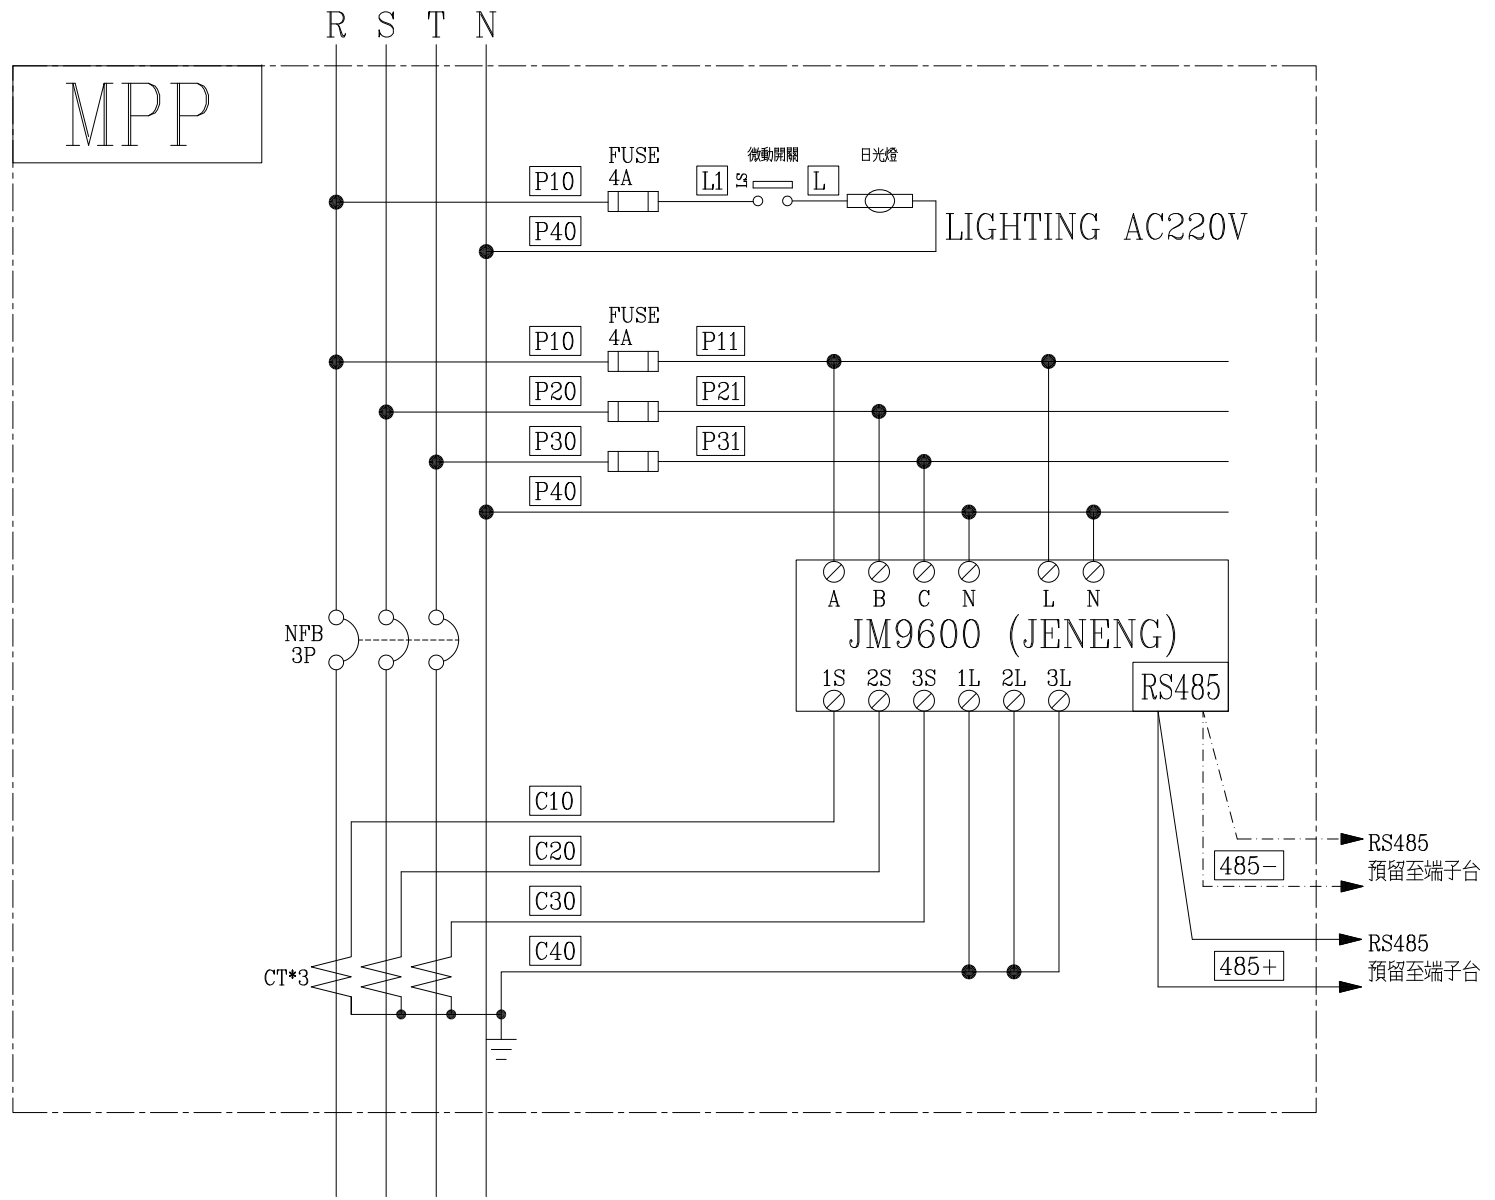 R S T N
MPP
FUSE
4A
微動開關
日光燈
P10
L1
LS
L
P40
LIGHTING AC220V
FUSE
4A
P10
P11
P20
P21
P30
P31
P40
A B C N L N
JM9600 (JENENG)
NFB
3P
1S 2S 3S 1L 2L 3L
RS485
C10
C20
C30
C40
CT*3
RS485
485-
預留至端子台
RS485
485+
預留至端子台